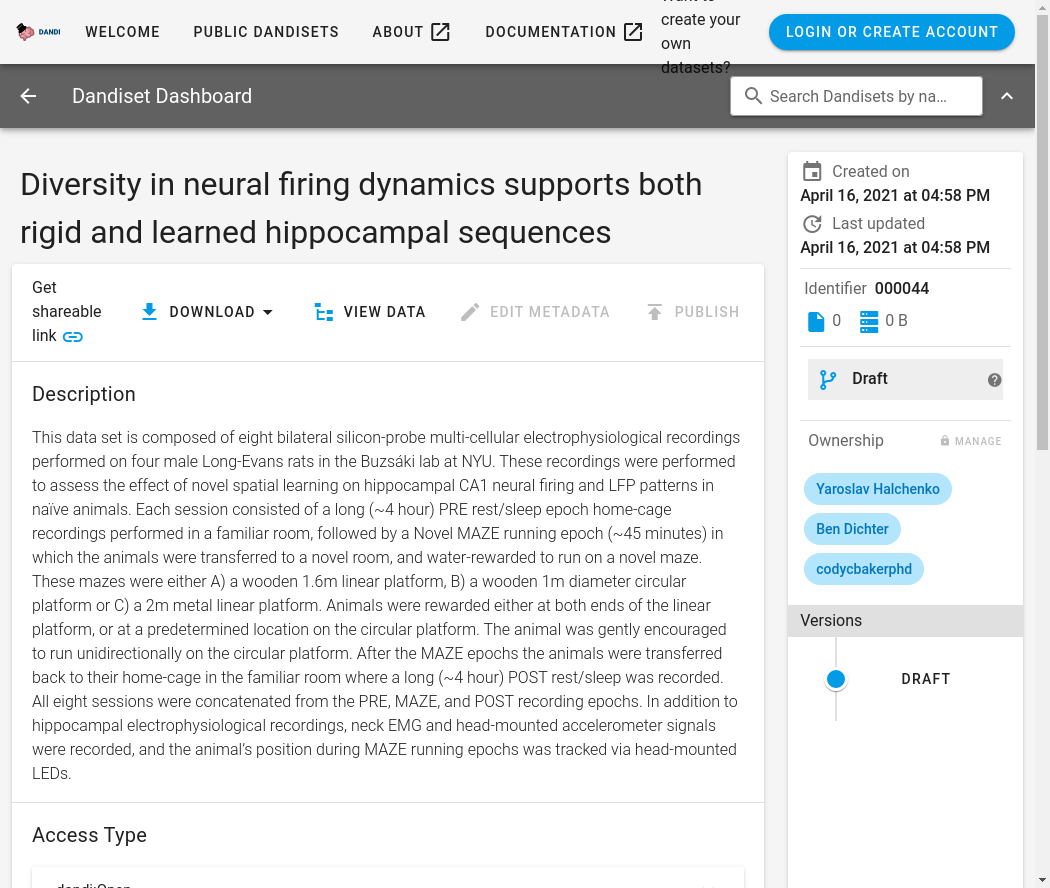 DANDI
WELCOME
PUBLIC DANDISETS
ABOUT
DOCUMENTATION
create your
own
datasets?
LOGIN OR CREATE ACCOUNT
Dandiset Dashboard
Search Dandisets by na...
Diversity in neural firing dynamics supports both
rigid and learned hippocampal sequences
Get
shareable
link
DOWNLOAD
VIEW DATA
EDIT METADATA
PUBLISH
Description
This data set is composed of eight bilateral silicon-probe multi-cellular electrophysiological recordings
performed on four male Long-Evans rats in the Buzsáki lab at NYU. These recordings were performed
to assess the effect of novel spatial learning on hippocampal CA1 neural firing and LFP patterns in
naïve animals. Each session consisted of a long (~4 hour) PRE rest/sleep epoch home-cage
recordings performed in a familiar room, followed by a Novel MAZE running epoch (~45 minutes) in
which the animals were transferred to a novel room, and water-rewarded to run on a novel maze.
These mazes were either A) a wooden 1.6m linear platform, B) a wooden 1m diameter circular
platform or C) a 2m metal linear platform. Animals were rewarded either at both ends of the linear
platform, or at a predetermined location on the circular platform. The animal was gently encouraged
to run unidirectionally on the circular platform. After the MAZE epochs the animals were transferred
back to their home-cage in the familiar room where a long (~4 hour) POST rest/sleep was recorded.
All eight sessions were concatenated from the PRE, MAZE, and POST recording epochs. In addition to
hippocampal electrophysiological recordings, neck EMG and head-mounted accelerometer signals
were recorded, and the animal's position during MAZE running epochs was tracked via head-mounted
LEDs.
Access Type
Created on
April 16, 2021 at 04:58 PM
Last updated
April 16, 2021 at 04:58 PM
Identifier 000044
0
0 B
Draft
Ownership
MANAGE
Yaroslav Halchenko
Ben Dichter
codycbakerphd
Versions
DRAFT